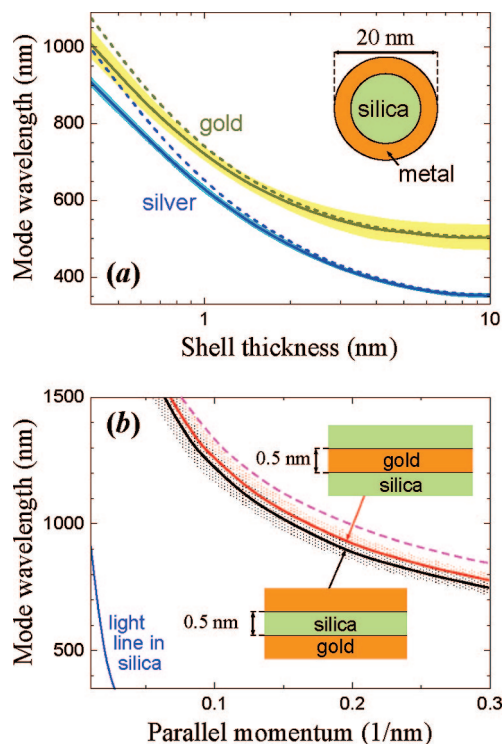 1000
800
600
400
Mode wavelength (nm)
20 nm
silica
metal
gold
silver
(a)
1
10
Shell thickness (nm)
1500
1000
500
Mode wavelength (nm)
(b)
0.5 nm
gold
silica
0.5 nm
silica
gold
light
line in
silica
0.1
0.2
0.3
Parallel momentum (1/nm)